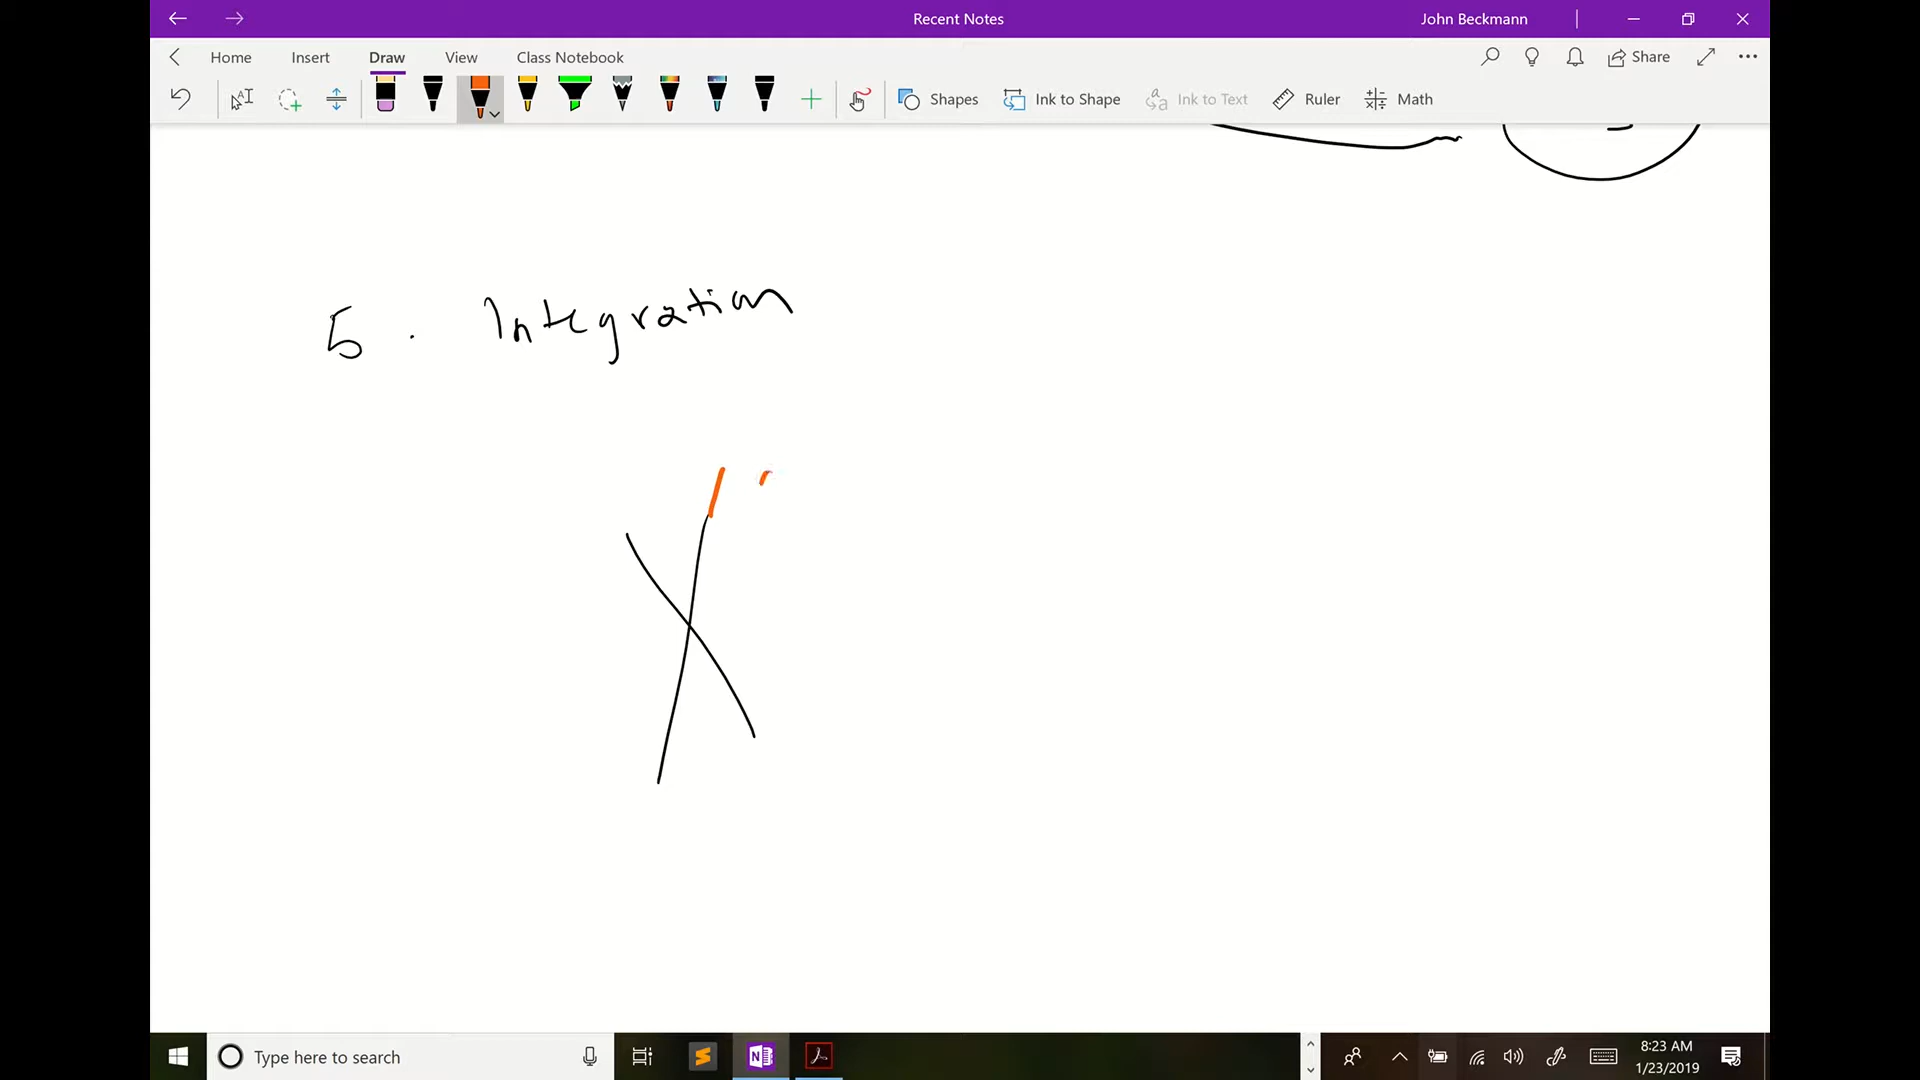 Recent Notes
John Beckmann
Home Insert Draw View Class Notebook Share
Shapes Ink to Shape Ink to Text Ruler Math
5. Integration
Type here to search
8:23 AM
1/23/2019